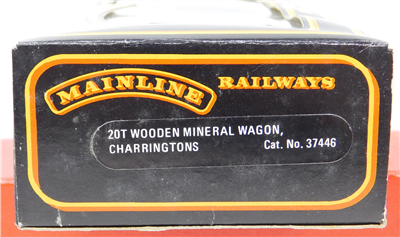 MAINLINE RAILWAYS
20T WOODEN MINERAL WAGON,
CHARRINGTONS Cat. No. 37446